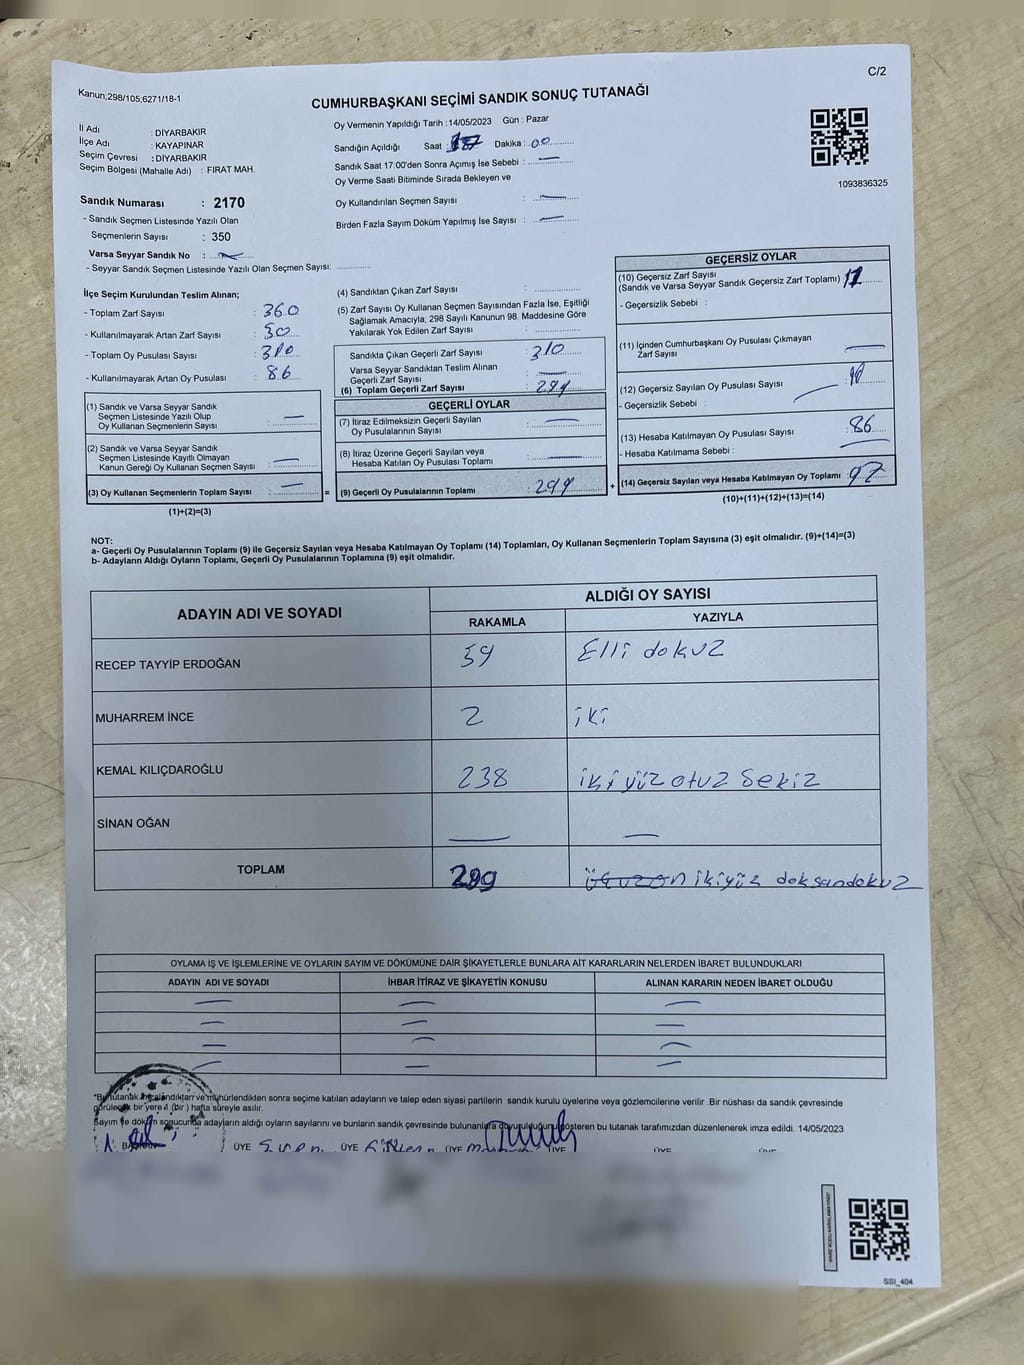 C/2
Kanun;298/105;6271/18-1
CUMHURBAŞKANI SEÇİMİ SANDIK SONUÇ TUTANAĞI
İl Adı : DİYARBAKIR
İlçe Adı : KAYAPINAR
Seçim Çevresi : DİYARBAKIR
Seçim Bölgesi (Mahalle Adı) : FIRAT MAH.
Oy Vermenin Yapıldığı Tarih :14/05/2023 Gün : Pazar
Sandığın Açıldığı Saat : 17 Dakika : 00
Sandık Saat 17:00'den Sonra Açımış İse Sebebi : —
Oy Verme Saati Bitiminde Sırada Bekleyen ve
Oy Kullandırılan Seçmen Sayısı : —
Birden Fazla Sayım Döküm Yapılmış İse Sayısı : —
1093836325
Sandık Numarası : 2170
- Sandık Seçmen Listesinde Yazılı Olan
Seçmenlerin Sayısı : 350
Varsa Seyyar Sandık No :
- Seyyar Sandık Seçmen Listesinde Yazılı Olan Seçmen Sayısı:
İlçe Seçim Kurulundan Teslim Alınan;
- Toplam Zarf Sayısı : 360
- Kullanılmayarak Artan Zarf Sayısı : 50
- Toplam Oy Pusulası Sayısı :
- Kullanılmayarak Artan Oy Pusulası : 86
(1) Sandık ve Varsa Seyyar Sandık
Seçmen Listesinde Yazılı Olup
Oy Kullanan Seçmenlerin Sayısı : —
(2) Sandık ve Varsa Seyyar Sandık
Seçmen Listesinde Kayıtlı Olmayan
Kanun Gereği Oy Kullanan Seçmen Sayısı : —
(3) Oy Kullanan Seçmenlerin Toplam Sayısı : —
(1)+(2)=(3)
(4) Sandıktan Çıkan Zarf Sayısı :
(5) Zarf Sayısı Oy Kullanan Seçmen Sayısından Fazla İse, Eşitliği
Sağlamak Amacıyla; 298 Sayılı Kanunun 98. Maddesine Göre
Yakılarak Yok Edilen Zarf Sayısı :
Sandıkta Çıkan Geçerli Zarf Sayısı : 310
Varsa Seyyar Sandıktan Teslim Alınan
Geçerli Zarf Sayısı : —
(6) Toplam Geçerli Zarf Sayısı : 299
GEÇERLİ OYLAR
(7) İtiraz Edilmeksizin Geçerli Sayılan
Oy Pusulalarının Sayısı : —
(8) İtiraz Üzerine Geçerli Sayılan veya
Hesaba Katılan Oy Pusulası Toplamı : —
= (9) Geçerli Oy Pusulalarının Toplamı : 299 +
GEÇERSİZ OYLAR
(10) Geçersiz Zarf Sayısı
(Sandık ve Varsa Seyyar Sandık Geçersiz Zarf Toplamı)
- Geçersizlik Sebebi :
(11) İçinden Cumhurbaşkanı Oy Pusulası Çıkmayan
Zarf Sayısı —
(12) Geçersiz Sayılan Oy Pusulası Sayısı
- Geçersizlik Sebebi :
(13) Hesaba Katılmayan Oy Pusulası Sayısı : 86
- Hesaba Katılmama Sebebi :
(14) Geçersiz Sayılan veya Hesaba Katılmayan Oy Toplamı : 97
(10)+(11)+(12)+(13)=(14)
NOT:
a- Geçerli Oy Pusulalarının Toplamı (9) ile Geçersiz Sayılan veya Hesaba Katılmayan Oy Toplamı (14) Toplamları, Oy Kullanan Seçmenlerin Toplam Sayısına (3) eşit olmalıdır. (9)+(14)=(3)
b- Adayların Aldığı Oyların Toplamı, Geçerli Oy Pusulalarının Toplamına (9) eşit olmalıdır.
ADAYIN ADI VE SOYADI ALDIĞI OY SAYISI
RAKAMLA YAZIYLA
RECEP TAYYİP ERDOĞAN 59 Elli dokuz
MUHARREM İNCE 2 iki
KEMAL KILIÇDAROĞLU 238 ikiyüz otuz Sekiz
SİNAN OĞAN — —
TOPLAM 299 ikiyüz doksandokuz
OYLAMA İŞ VE İŞLEMLERİNE VE OYLARIN SAYIM VE DÖKÜMÜNE DAİR ŞİKAYETLERLE BUNLARA AİT KARARLARIN NELERDEN İBARET BULUNDUKLARI
ADAYIN ADI VE SOYADI İHBAR İTİRAZ VE ŞİKAYETİN KONUSU ALINAN KARARIN NEDEN İBARET OLDUĞU
— — —
— — —
— — —
— — —
"Bu tutanak imzalandıktan ve mühürlendikten sonra seçime katılan adayların ve talep eden siyasi partilerin sandık kurulu üyelerine veya gözlemcilerine verilir .Bir nüshası da sandık çevresinde
görülecek bir yere 1 (bir ) hafta süreyle asılır.
Sayım ve döküm sonucunda adayların aldığı oyların sayılarını ve bunların sandık çevresinde bulunanlara duyurulduğunu gösteren bu tutanak tarafımızdan düzenlenerek imza edildi. 14/05/2023
ÜYE ÜYE ÜYE ÜYE ÜYE ÜYE
SSI_404